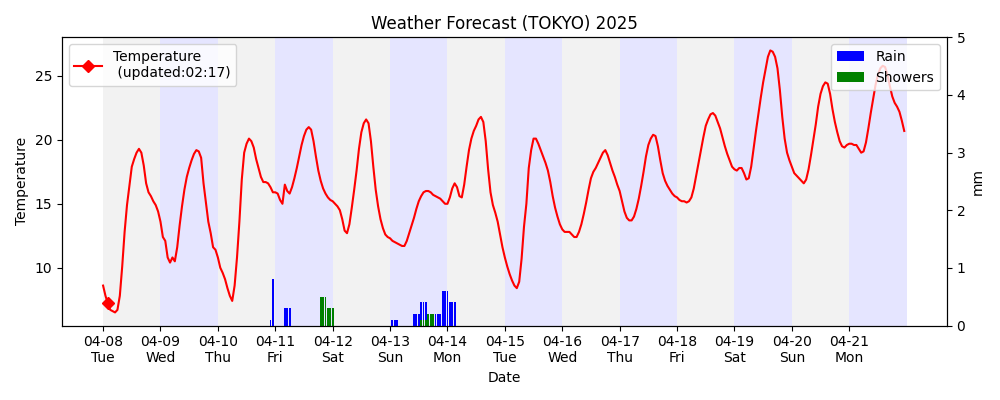 Weather Forecast (TOKYO) 2025
Temperature
(updated:02:17)
Rain
Showers
Temperature
25
20
15
10
5
4
3
2
1
0
mm
04-08 04-09 04-10 04-11 04-12 04-13 04-14 04-15 04-16 04-17 04-18 04-19 04-20 04-21
Tue Wed Thu Fri Sat Sun Mon Tue Wed Thu Fri Sat Sun Mon
Date